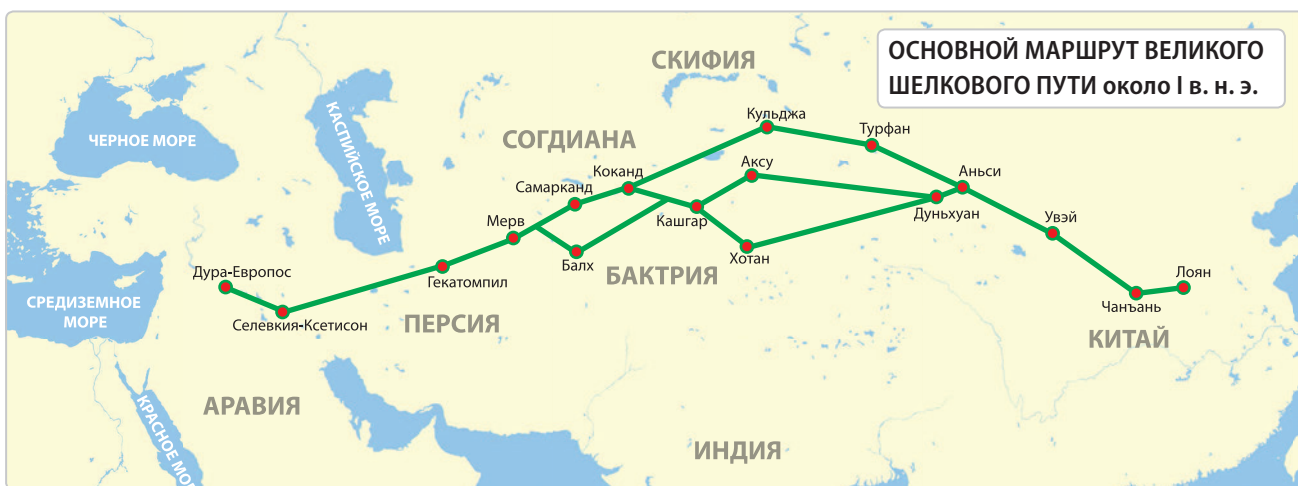 ОСНОВНОЙ МАРШРУТ ВЕЛИКОГО
ШЕЛКОВОГО ПУТИ около I в. н. э.
СКИФИЯ
ЧЕРНОЕ МОРЕ
КАСПИЙСКОЕ МОРЕ
СОГДИАНА
Кульджа
Турфан
Коканд
Аксу
Аньси
Самарканд
Мерв
Кашгар
Дуньхуан
Увэй
Балх
Хотан
БАКТРИЯ
Дура-Европос
Гекатомпил
Лоян
СРЕДИЗЕМНОЕ
МОРЕ
Селевкия-Ксетисон
ПЕРСИЯ
Чанъань
КИТАЙ
АРАВИЯ
КРАСНОЕ МОР
ИНДИЯ